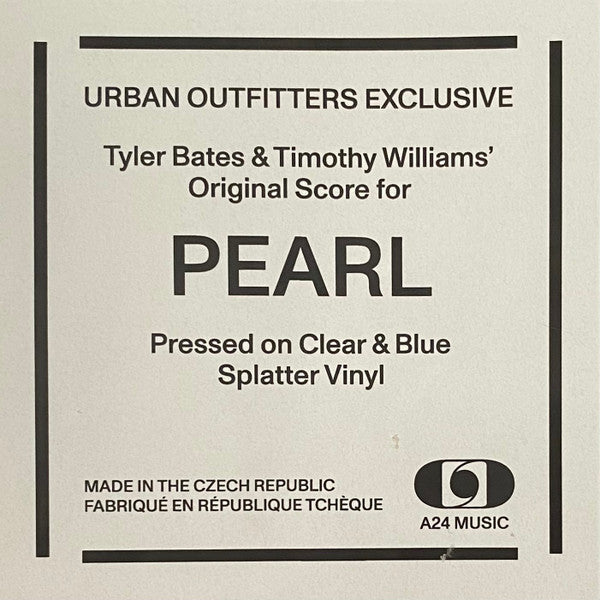 URBAN OUTFITTERS EXCLUSIVE
Tyler Bates & Timothy Williams’
Original Score for
PEARL
Pressed on Clear & Blue
Splatter Vinyl
MADE IN THE CZECH REPUBLIC
FABRIQUÉ EN RÉPUBLIQUE TCHÈQUE
A24 MUSIC